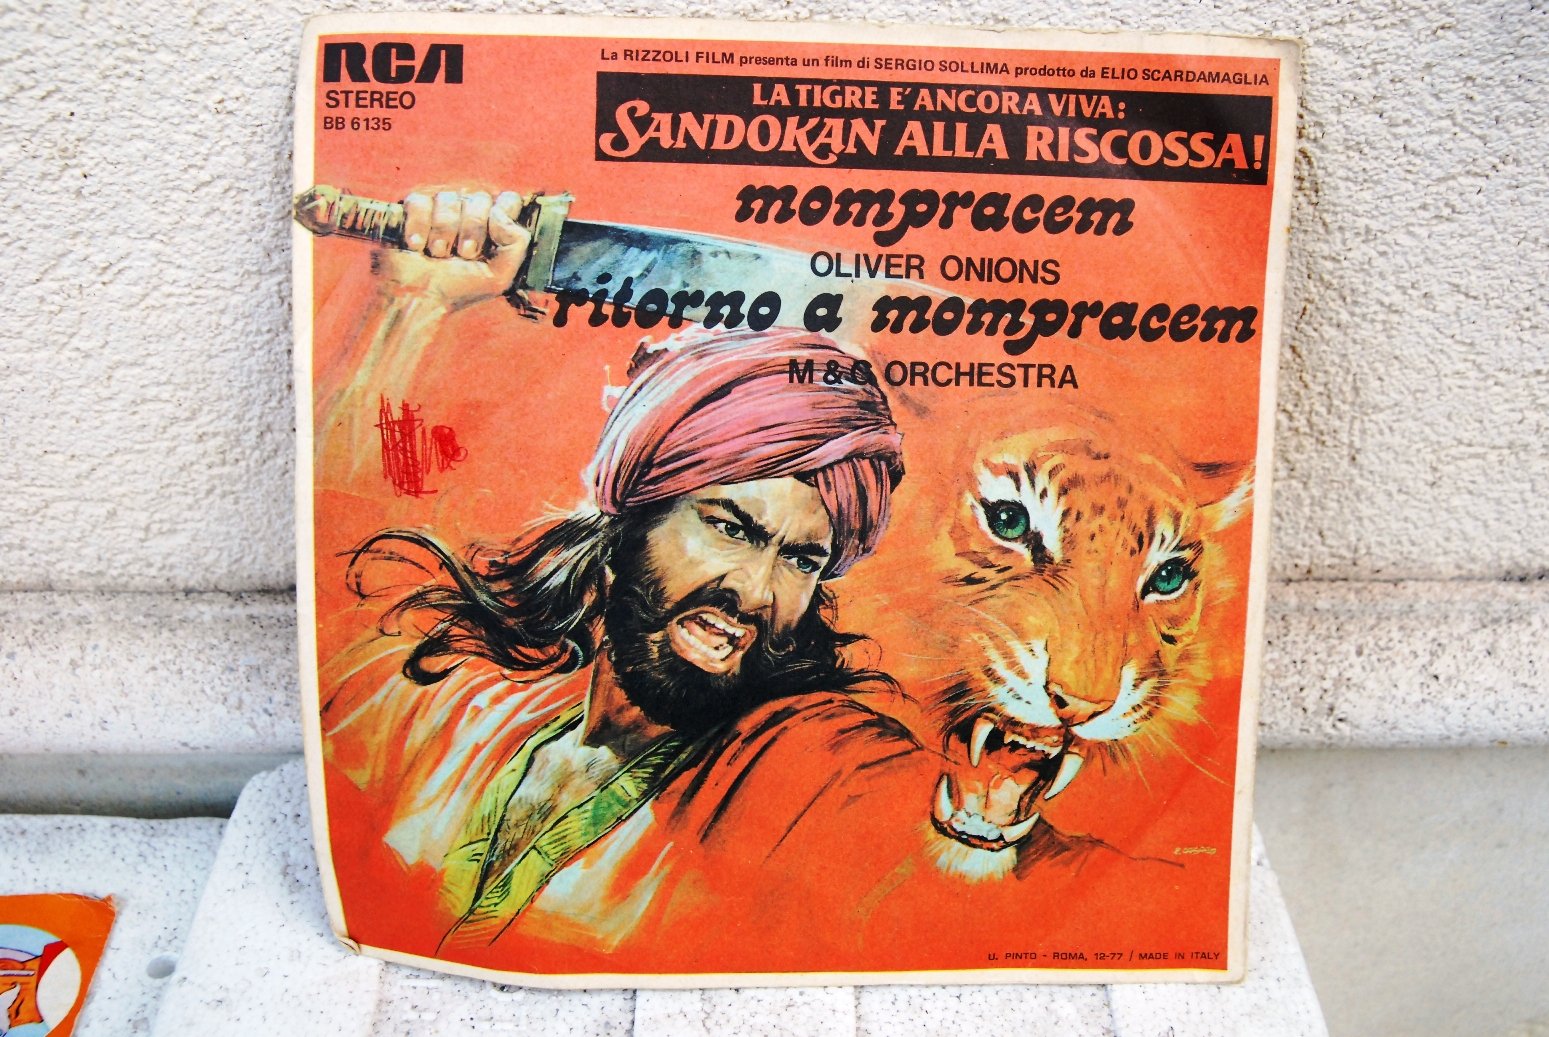 RCA
STEREO
BB 6135
La RIZZOLI FILM presenta un film di SERGIO SOLLIMA prodotto da ELIO SCARDAMAGLIA
LA TIGRE E' ANCORA VIVA:
SANDOKAN ALLA RISCOSSA!
mompracem
OLIVER ONIONS
ritorno a mompracem
M & G ORCHESTRA
U. PINTO - ROMA, 12-77 / MADE IN ITALY